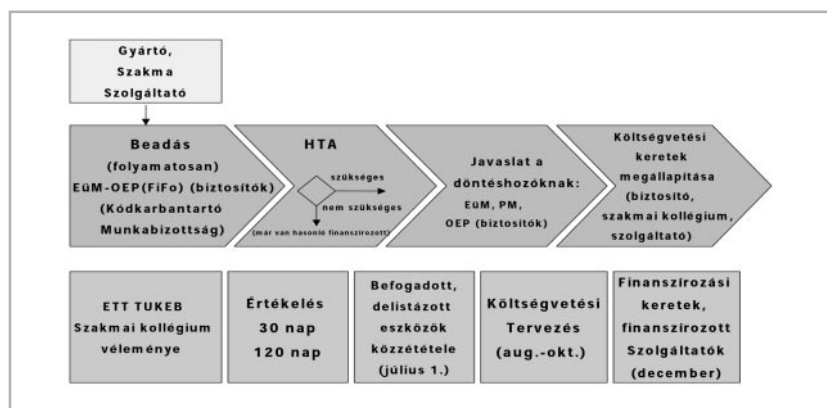 Gyártó,
Szakma
Szolgáltató
Beadás
(folyamatosan)
EüM-OEP(FiFo) (biztosítók)
(Kódkarbantartó
Munkabizottság)
HTA
szükséges
nem szükséges
(már van hasonló finanszírozott)
Javaslat a
döntéshozóknak:
EüM, PM,
OEP (biztosítók)
Költségvetési
keretek
megállapítása
(biztosító,
szakmai kollégium,
szolgáltató)
ETT TUKEB
Szakmai kollégium
véleménye
Értékelés
30 nap
120 nap
Befogadott,
delistázott
eszközök
közzététele
(július 1.)
Költségvetési
Tervezés
(aug.-okt.)
Finanszírozási
keretek,
finanszírozott
Szolgáltatók
(december)